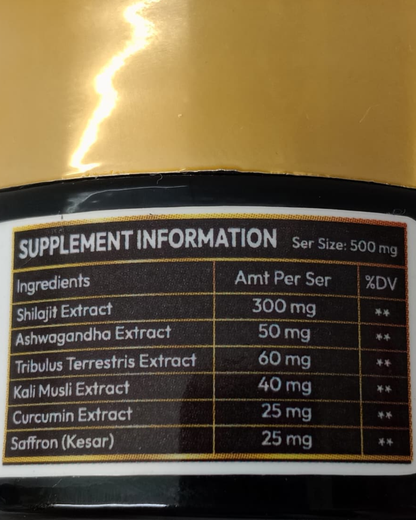 SUPPLEMENT INFORMATION Ser Size: 500 mg
Ingredients Amt Per Ser %DV
Shilajit Extract 300 mg **
Ashwagandha Extract 50 mg **
Tribulus Terrestris Extract 60 mg **
Kali Musli Extract 40 mg **
Curcumin Extract 25 mg **
Saffron (Kesar) 25 mg **